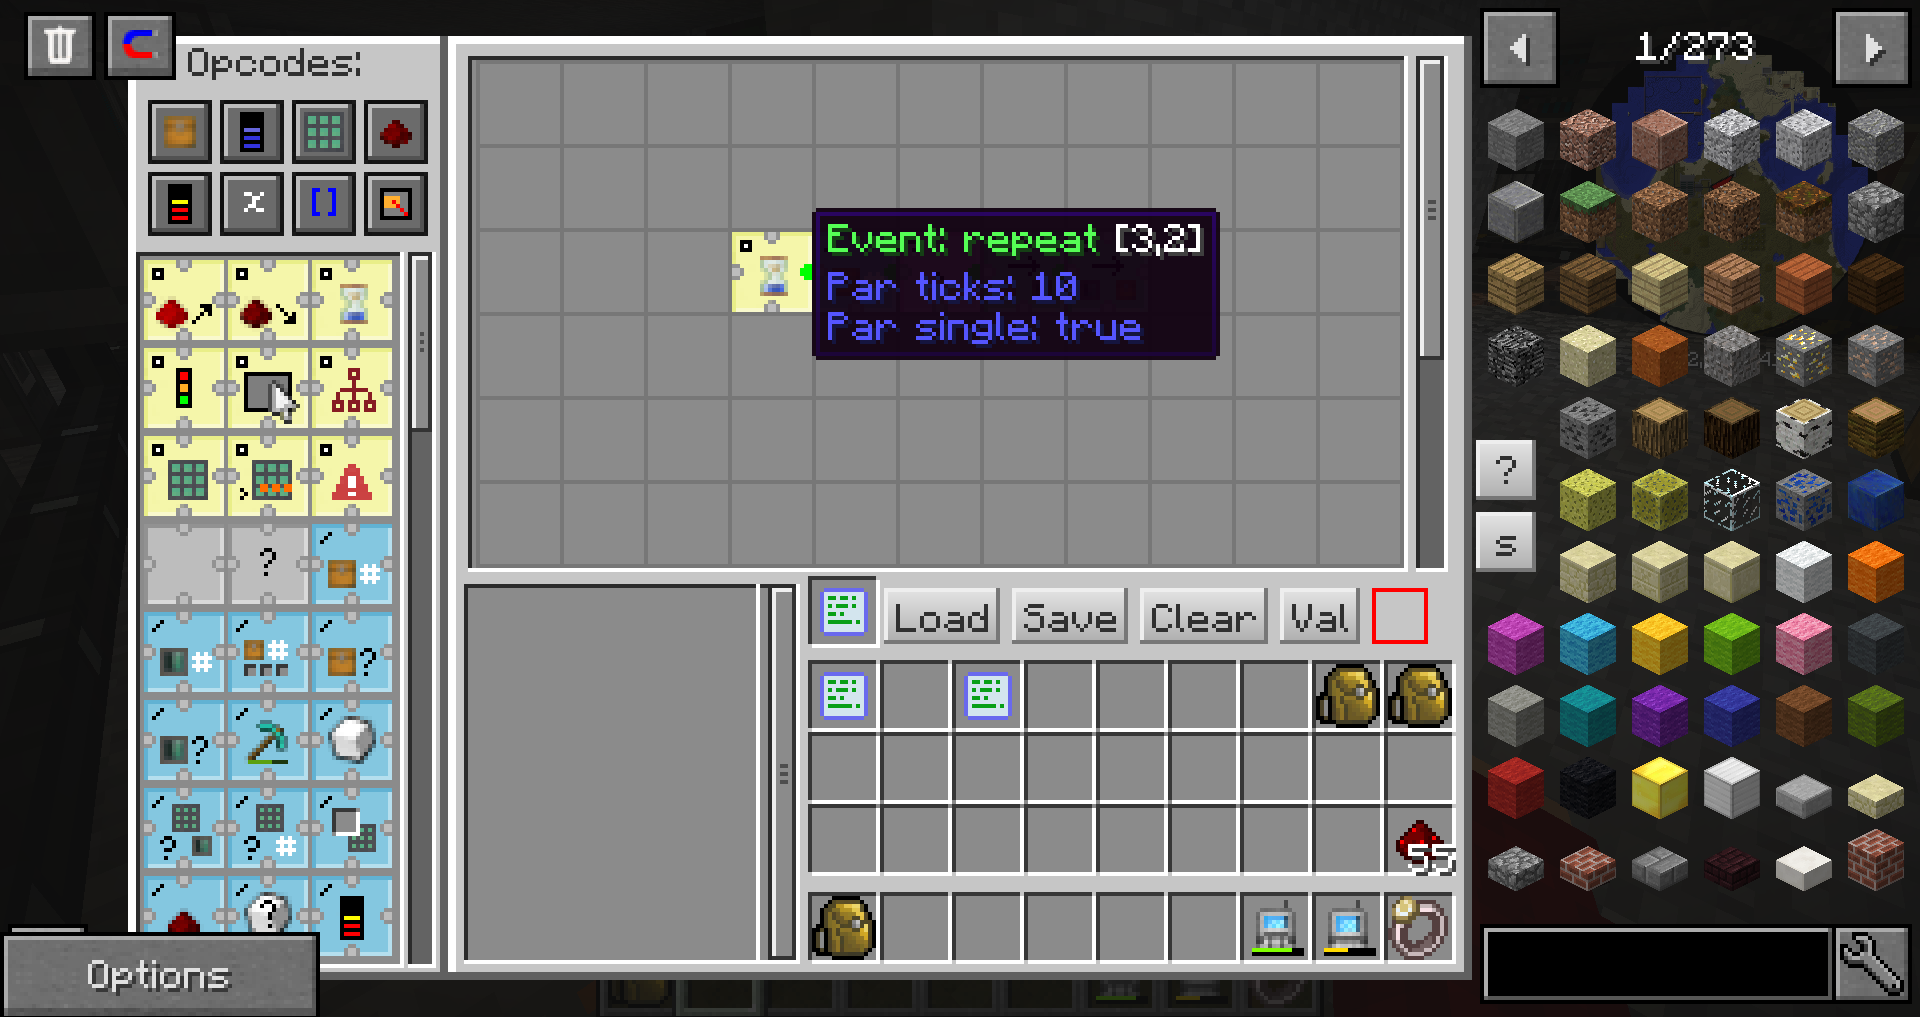 Opcodes:
1/273
Event: repeat [3,2]
Par ticks: 10
Par single: true
?
s
Load
Save
Clear
Val
55
Options